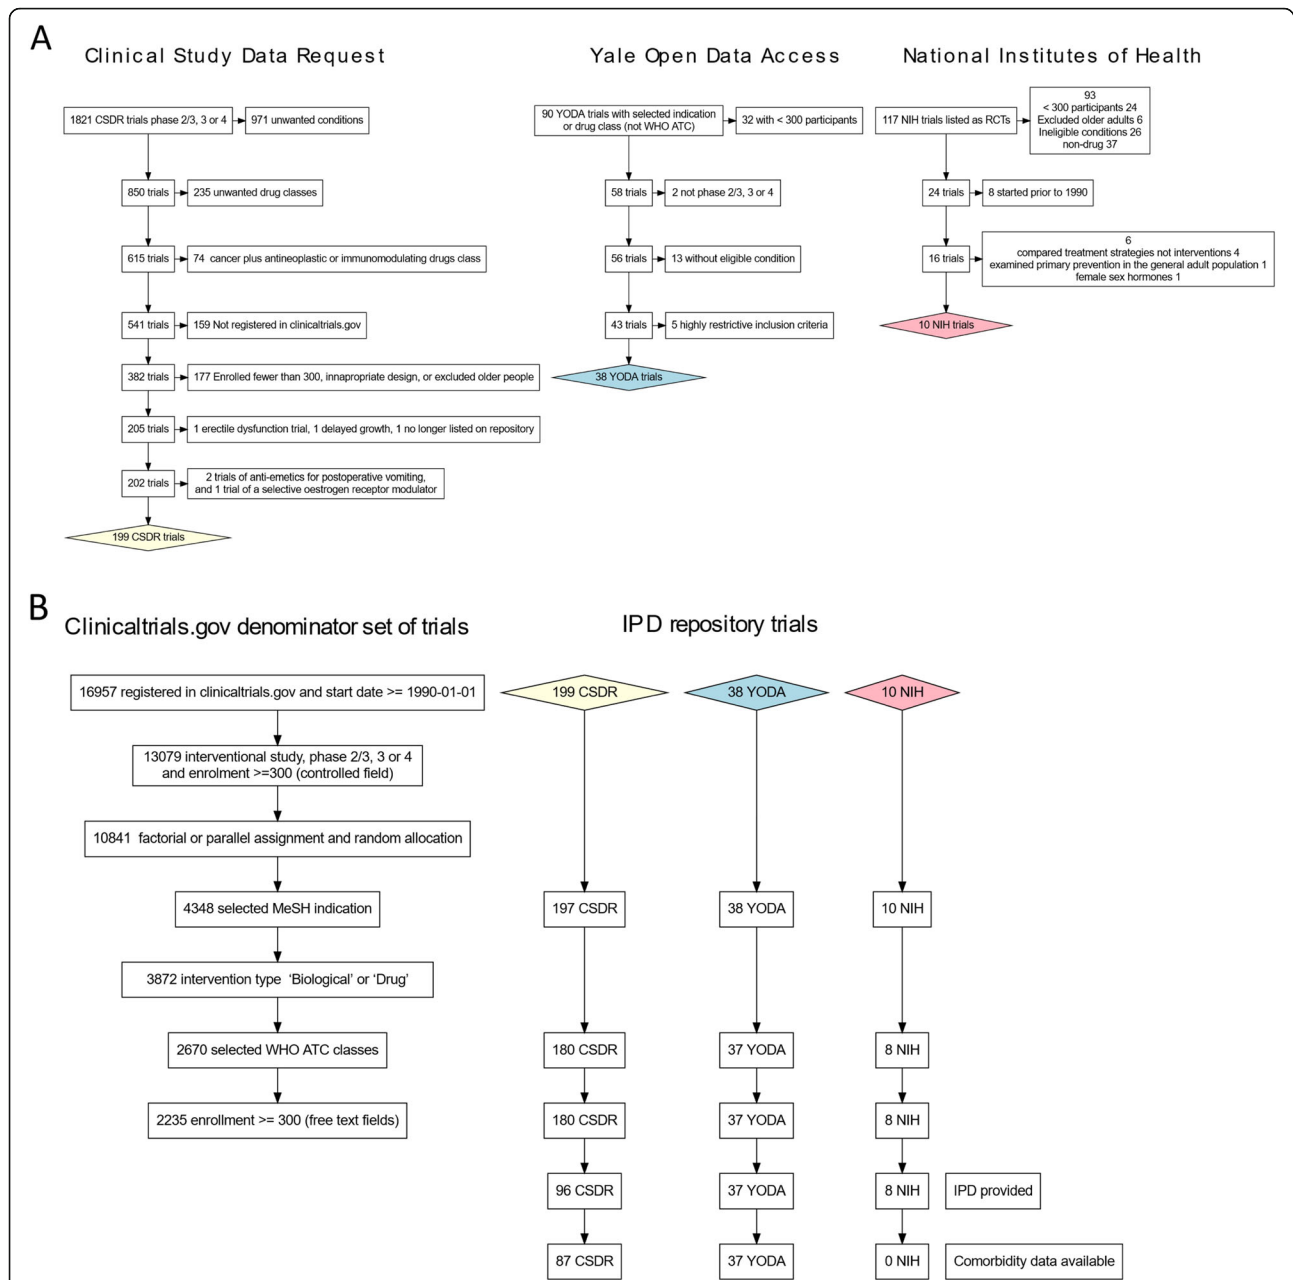 A
Clinical Study Data Request
1821 CSDR trials phase 2/3, 3 or 4
971 unwanted conditions
850 trials
235 unwanted drug classes
615 trials
74 cancer plus antineoplastic or immunomodulating drugs class
541 trials
159 Not registered in clinicaltrials.gov
382 trials
177 Enrolled fewer than 300, innapropriate design, or excluded older people
205 trials
1 erectile dysfunction trial, 1 delayed growth, 1 no longer listed on repository
202 trials
2 trials of anti-emetics for postoperative vomiting,
and 1 trial of a selective oestrogen receptor modulator
199 CSDR trials
Yale Open Data Access
90 YODA trials with selected indication
or drug class (not WHO ATC)
32 with < 300 participants
58 trials
2 not phase 2/3, 3 or 4
56 trials
13 without eligible condition
43 trials
5 highly restrictive inclusion criteria
38 YODA trials
National Institutes of Health
117 NIH trials listed as RCTs
93
< 300 participants 24
Excluded older adults 6
Ineligible conditions 26
non-drug 37
24 trials
8 started prior to 1990
16 trials
6
compared treatment strategies not interventions 4
examined primary prevention in the general adult population 1
female sex hormones 1
10 NIH trials
B
Clinicaltrials.gov denominator set of trials
16957 registered in clinicaltrials.gov and start date >= 1990-01-01
13079 interventional study, phase 2/3, 3 or 4
and enrolment >=300 (controlled field)
10841 factorial or parallel assignment and random allocation
4348 selected MeSH indication
3872 intervention type ‘Biological’ or ‘Drug’
2670 selected WHO ATC classes
2235 enrollment >= 300 (free text fields)
IPD repository trials
199 CSDR
38 YODA
10 NIH
197 CSDR
38 YODA
10 NIH
180 CSDR
37 YODA
8 NIH
180 CSDR
37 YODA
8 NIH
96 CSDR
37 YODA
8 NIH
IPD provided
87 CSDR
37 YODA
0 NIH
Comorbidity data available